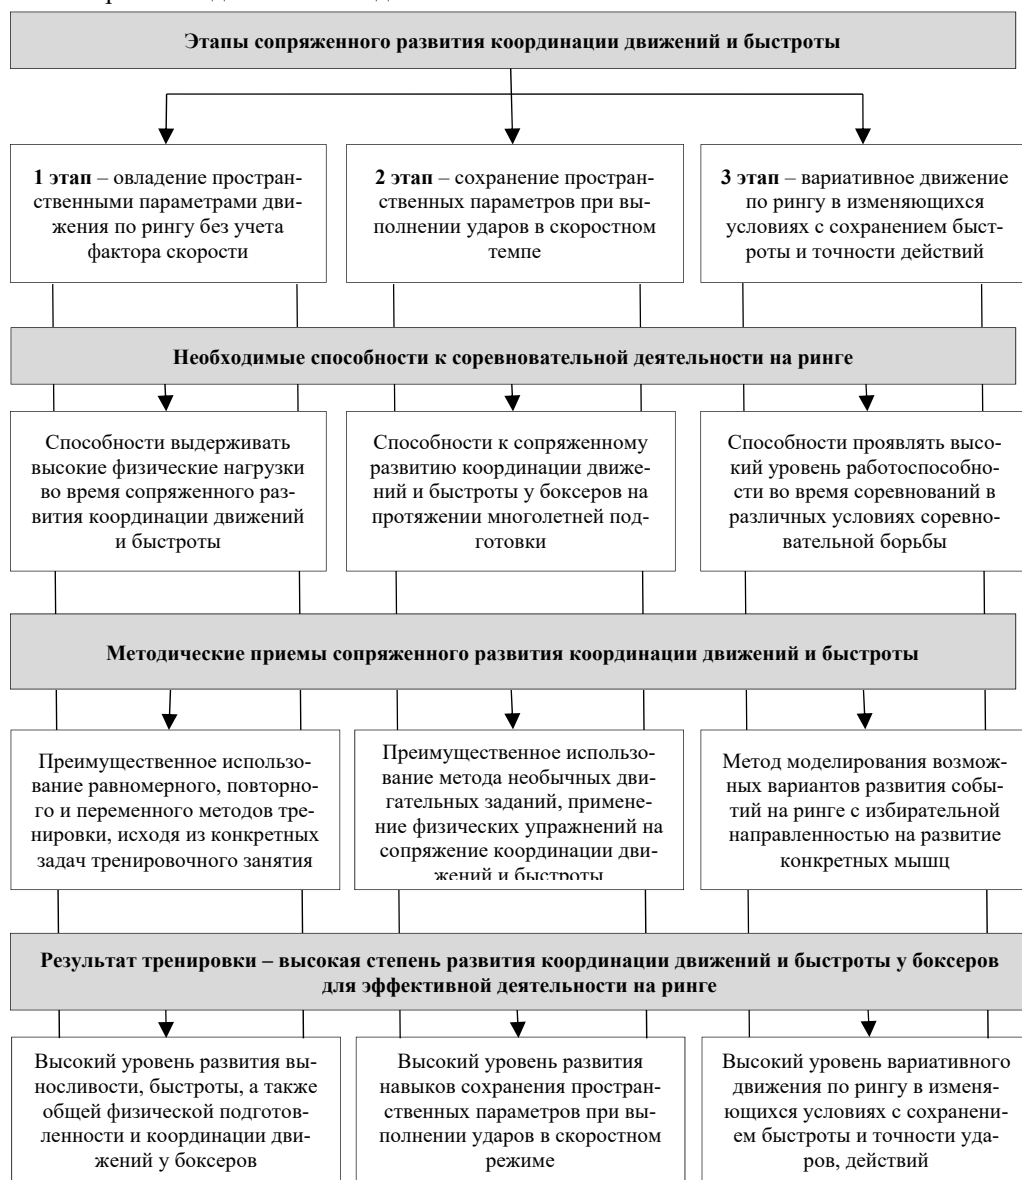 Этапы сопряженного развития координации движений и быстроты
1 этап – овладение простран-
ственными параметрами дви-
жения по рингу без учета
фактора скорости
2 этап – сохранение простран-
ственных параметров при вы-
полнении ударов в скоростном
темпе
3 этап – вариативное движение
по рингу в изменяющихся
условиях с сохранением быст-
роты и точности действий
Необходимые способности к соревновательной деятельности на ринге
Способности выдерживать
высокие физические нагрузки
во время сопряженного раз-
вития координации движений
и быстроты
Способности к сопряженному
развитию координации движе-
ний и быстроты у боксеров на
протяжении многолетней под-
готовки
Способности проявлять высо-
кий уровень работоспособно-
сти во время соревнований в
различных условиях соревно-
вательной борьбы
Методические приемы сопряженного развития координации движений и быстроты
Преимущественное использо-
вание равномерного, повторно-
го и переменного методов тре-
нировки, исходя из конкретных
задач тренировочного занятия
Преимущественное использо-
вание метода необычных дви-
гательных заданий, примене-
ние физических упражнений на
сопряжение координации дви-
жений и быстроты
Метод моделирования возмож-
ных вариантов развития собы-
тий на ринге с избирательной
направленностью на развитие
конкретных мышц
Результат тренировки – высокая степень развития координации движений и быстроты у боксеров
для эффективной деятельности на ринге
Высокий уровень развития вы-
носливости, быстроты, а также
общей физической подготов-
ленности и координации дви-
жений у боксеров
Высокий уровень развития
навыков сохранения простран-
ственных параметров при вы-
полнении ударов в скоростном
режиме
Высокий уровень вариативного
движения по рингу в изменя-
ющихся условиях с сохранени-
ем быстроты и точности уда-
ров, действий